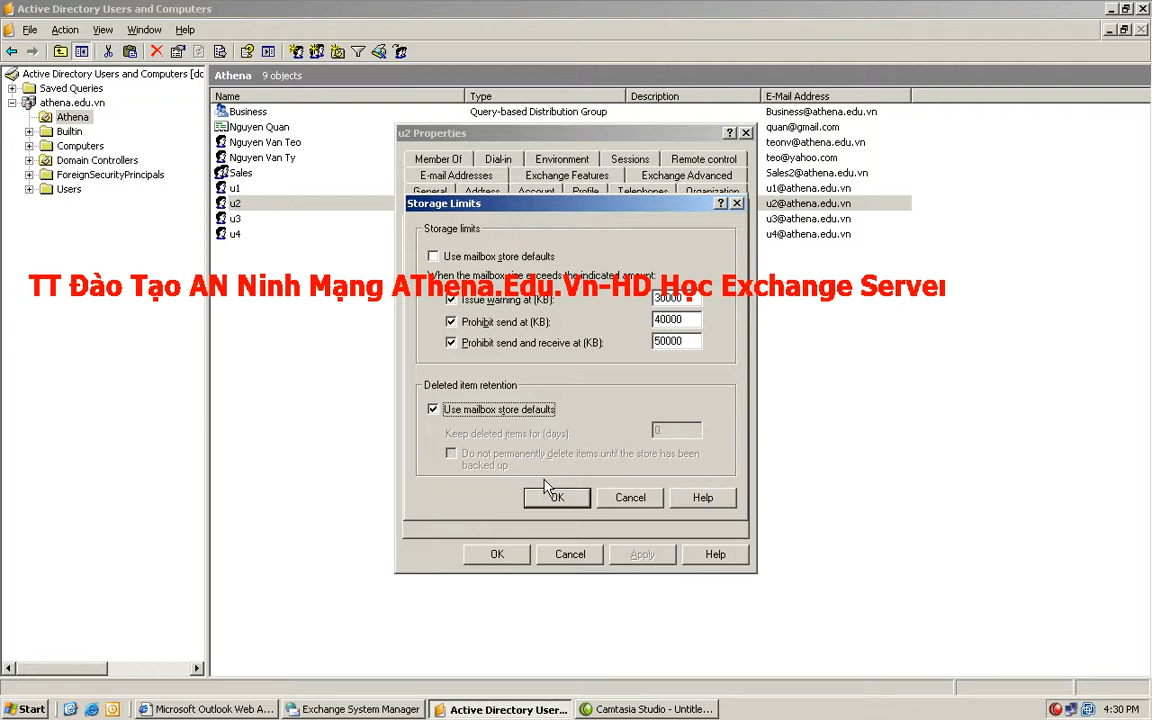 Active Directory Users and Computers
File Action View Window Help
Active Directory Users and Computers [dc
Saved Queries
athena.edu.vn
Athena
Builtin
Computers
Domain Controllers
ForeignSecurityPrincipals
Users
Athena 9 objects
Name Type Description E-Mail Address
Business Query-based Distribution Group Business@athena.edu.vn
Nguyen Quan quan@gmail.com
Nguyen Van Teo teonv@athena.edu.vn
Nguyen Van Ty teo@yahoo.com
Sales Sales2@athena.edu.vn
u1 u1@athena.edu.vn
u2 u2@athena.edu.vn
u3 u3@athena.edu.vn
u4 u4@athena.edu.vn
u2 Properties
Member Of Dial-in Environment Sessions Remote control
E-mail Addresses Exchange Features Exchange Advanced
General Address Account Profile Telephones Organization
Storage Limits
Storage limits
Use mailbox store defaults
When the mailbox size exceeds the indicated amount:
TT Đào Tạo AN Ninh Mạng AThena.Edu.Vn-HD Học Exchange Server
Issue warning at (KB): 30000
Prohibit send at (KB): 40000
Prohibit send and receive at (KB): 50000
Deleted item retention
Use mailbox store defaults
Keep deleted items for (days): 0
Do not permanently delete items until the store has been
backed up
OK Cancel Help
OK Cancel Apply Help
Start Microsoft Outlook Web A... Exchange System Manager Active Directory User... Camtasia Studio - Untitle... 4:30 PM